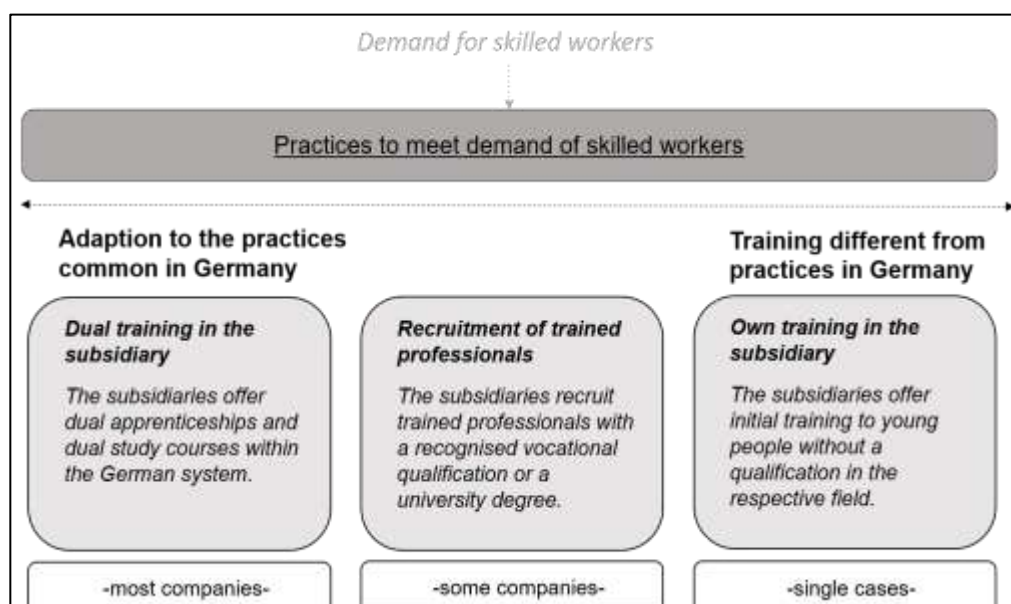 Demand for skilled workers
Practices to meet demand of skilled workers
Adaption to the practices
common in Germany
Training different from
practices in Germany
Dual training in the
subsidiary
The subsidiaries offer
dual apprenticeships and
dual study courses within
the German system.
Recruitment of trained
professionals
The subsidiaries recruit
trained professionals with
a recognised vocational
qualification or a
university degree.
Own training in the
subsidiary
The subsidiaries offer
initial training to young
people without a
qualification in the
respective field.
-most companies-
-some companies-
-single cases-